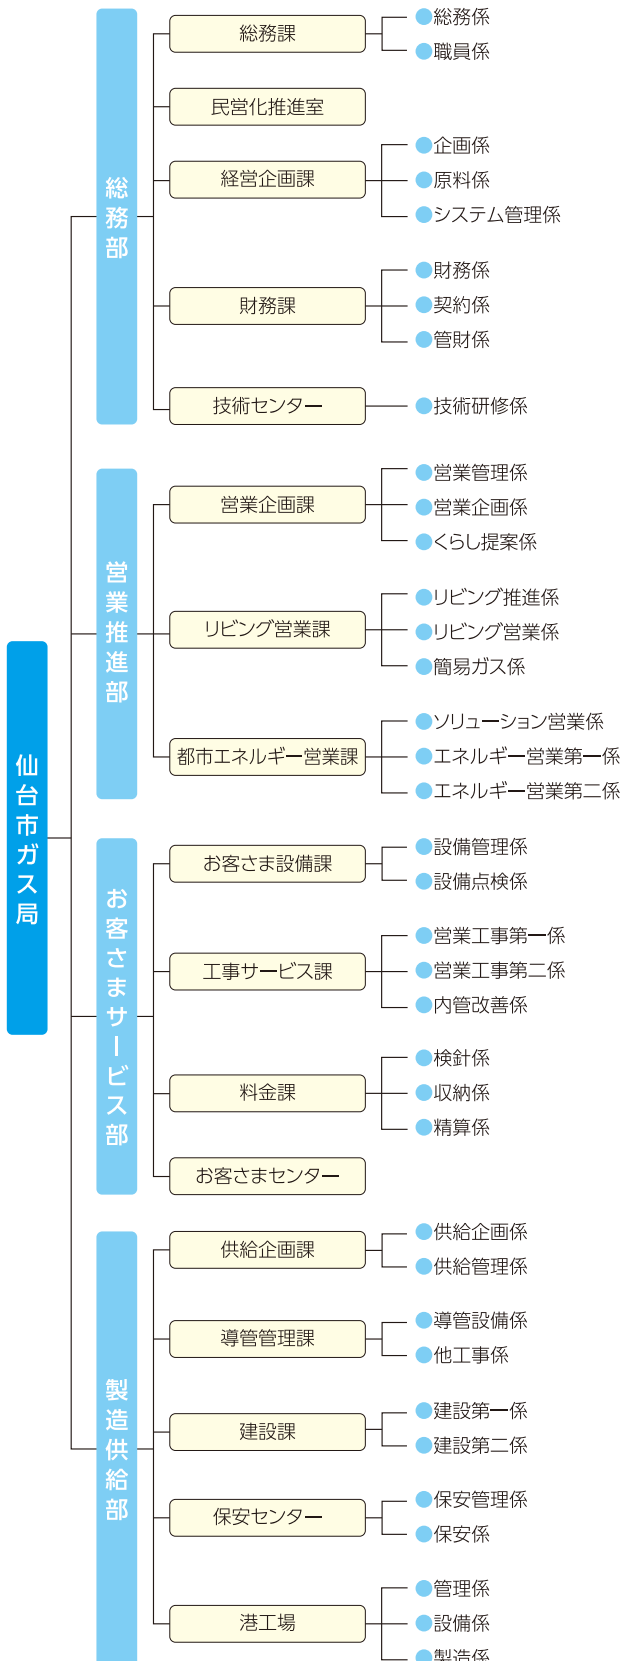 仙台市ガス局
総務部
総務課
総務係
職員係
民営化推進室
経営企画課
企画係
原料係
システム管理係
財務課
財務係
契約係
管財係
技術センター
技術研修係
営業推進部
営業企画課
営業管理係
営業企画係
くらし提案係
リビング営業課
リビング推進係
リビング営業係
簡易ガス係
都市エネルギー営業課
ソリューション営業係
エネルギー営業第一係
エネルギー営業第二係
お客さまサービス部
お客さま設備課
設備管理係
設備点検係
工事サービス課
営業工事第一係
営業工事第二係
内管改善係
料金課
検針係
収納係
精算係
お客さまセンター
製造供給部
供給企画課
供給企画係
供給管理係
導管管理課
導管設備係
他工事係
建設課
建設第一係
建設第二係
保安センター
保安管理係
保安係
港工場
管理係
設備係
製造係